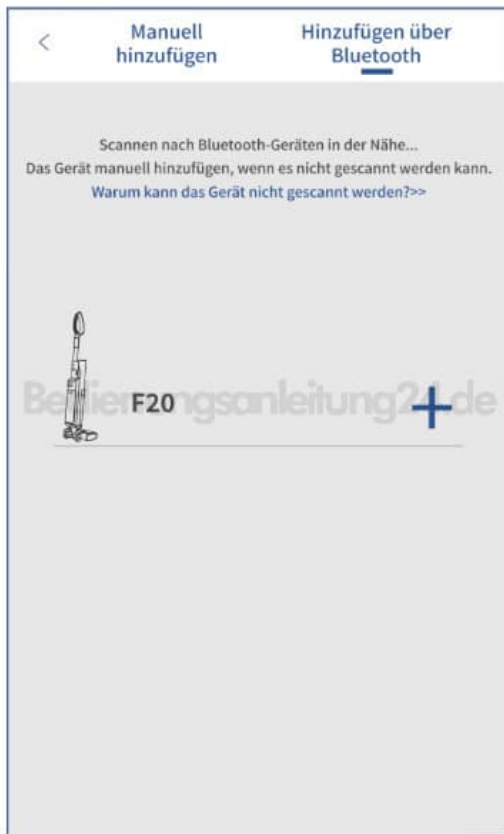 Manuell
hinzufügen
Hinzufügen über
Bluetooth
Scannen nach Bluetooth-Geräten in der Nähe...
Das Gerät manuell hinzufügen, wenn es nicht gescannt werden kann.
Warum kann das Gerät nicht gescannt werden?>>
F20
Bedienungsanleitung24.de